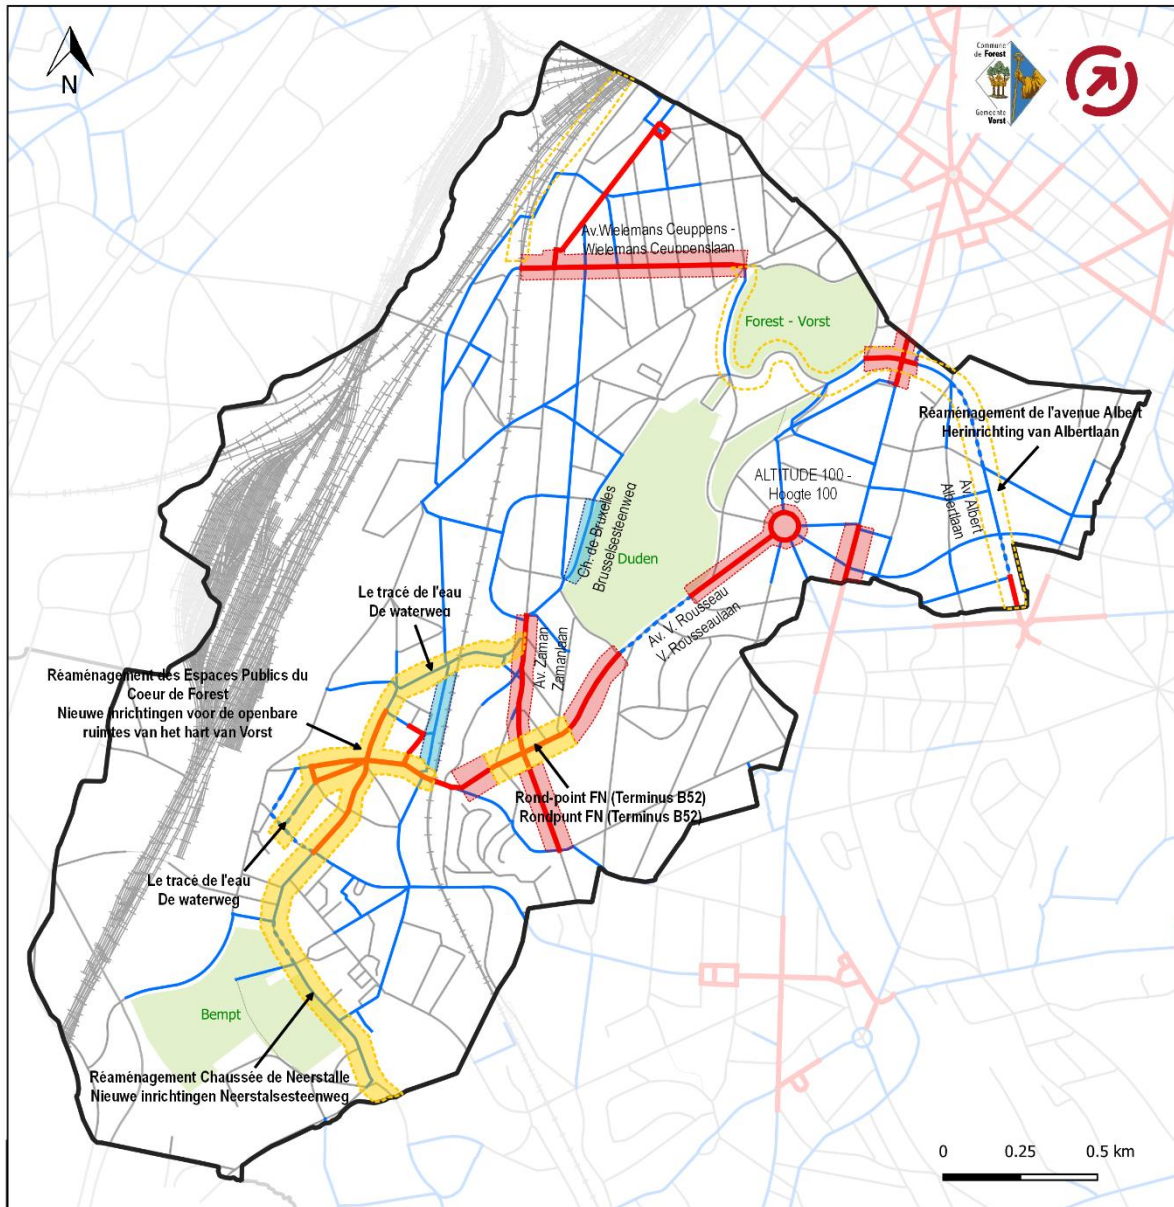 N
Commune
de Forest
Gemeente
Vorst
Av.Wielemans Ceuppens -
Wielemans Ceuppenslaan
Forest - Vorst
Réaménagement de l'avenue Albert
Herinrichting van Albertlaan
ALTITUDE 100 -
Hoogte 100
Av. Albert
Albertlaan
Ch. de Bruxelles
Brusselsesteenweg
Duden
Le tracé de l'eau
De waterweg
Av. V. Rousseau
V. Rousseaulaan
Av. Zaman
Zamanlaan
Réaménagement des Espaces Publics du
Coeur de Forest
Nieuwe inrichtingen voor de openbare
ruimtes van het hart van Vorst
Rond-point FN (Terminus B52)
Rondpunt FN (Terminus B52)
Le tracé de l'eau
De waterweg
Bempt
Réaménagement Chaussée de Neerstalle
Nieuwe inrichtingen Neerstalsesteenweg
0 0.25 0.5 km